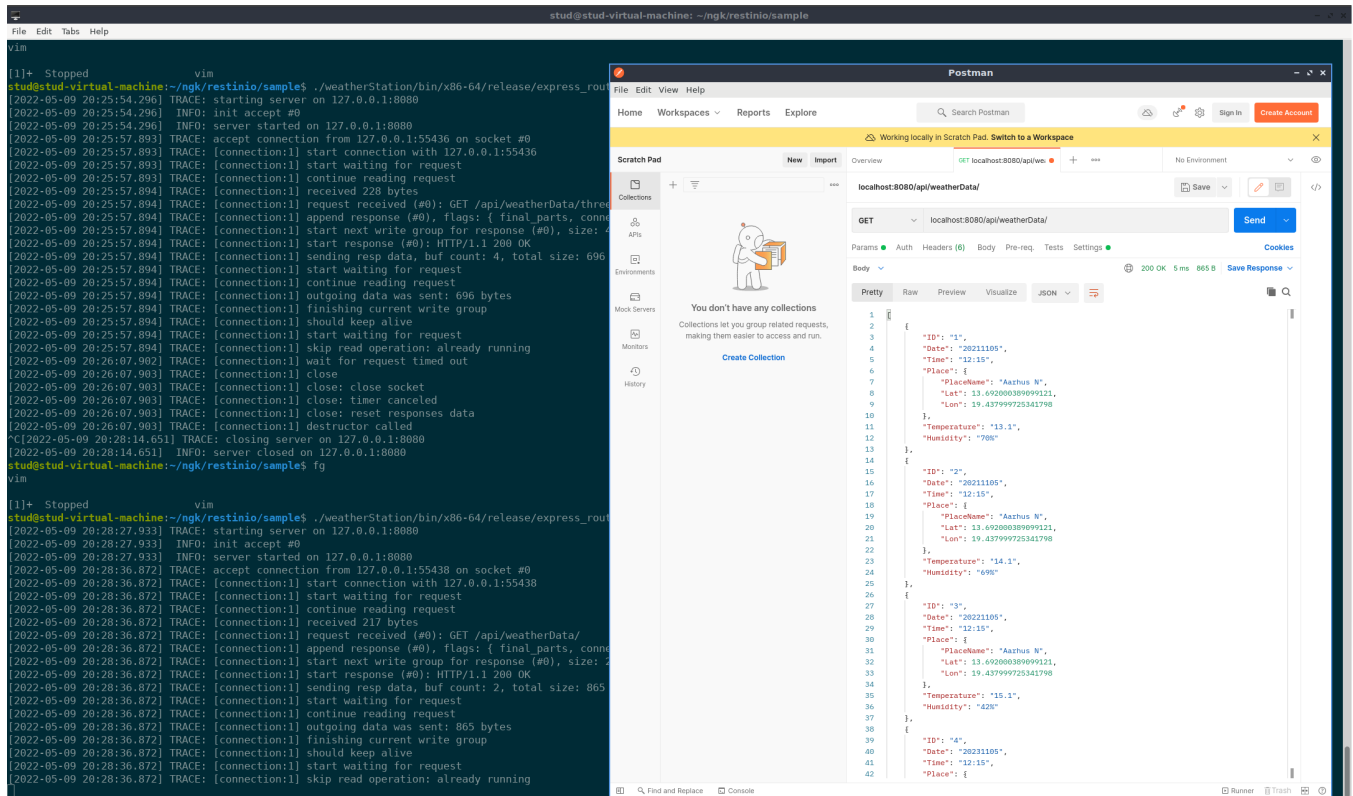 stud@stud-virtual-machine: ~/ngk/restinio/sample
File Edit Tabs Help
vim
[1]+ Stopped vim
stud@stud-virtual-machine:~/ngk/restinio/sample$ ./weatherStation/bin/x86-64/release/express_rout
[2022-05-09 20:25:54.296] TRACE: starting server on 127.0.0.1:8080
[2022-05-09 20:25:54.296] INFO: init accept #0
[2022-05-09 20:25:54.296] INFO: server started on 127.0.0.1:8080
[2022-05-09 20:25:57.893] TRACE: accept connection from 127.0.0.1:55436 on socket #0
[2022-05-09 20:25:57.893] TRACE: [connection:1] start connection with 127.0.0.1:55436
[2022-05-09 20:25:57.893] TRACE: [connection:1] start waiting for request
[2022-05-09 20:25:57.893] TRACE: [connection:1] continue reading request
[2022-05-09 20:25:57.894] TRACE: [connection:1] received 228 bytes
[2022-05-09 20:25:57.894] TRACE: [connection:1] request received (#0): GET /api/weatherData/three
[2022-05-09 20:25:57.894] TRACE: [connection:1] append response (#0), flags: { final_parts, conne
[2022-05-09 20:25:57.894] TRACE: [connection:1] start next write group for response (#0), size: 4
[2022-05-09 20:25:57.894] TRACE: [connection:1] start response (#0): HTTP/1.1 200 OK
[2022-05-09 20:25:57.894] TRACE: [connection:1] sending resp data, buf count: 4, total size: 696
[2022-05-09 20:25:57.894] TRACE: [connection:1] start waiting for request
[2022-05-09 20:25:57.894] TRACE: [connection:1] continue reading request
[2022-05-09 20:25:57.894] TRACE: [connection:1] outgoing data was sent: 696 bytes
[2022-05-09 20:25:57.894] TRACE: [connection:1] finishing current write group
[2022-05-09 20:25:57.894] TRACE: [connection:1] should keep alive
[2022-05-09 20:25:57.894] TRACE: [connection:1] start waiting for request
[2022-05-09 20:25:57.894] TRACE: [connection:1] skip read operation: already running
[2022-05-09 20:26:07.902] TRACE: [connection:1] wait for request timed out
[2022-05-09 20:26:07.903] TRACE: [connection:1] close
[2022-05-09 20:26:07.903] TRACE: [connection:1] close: close socket
[2022-05-09 20:26:07.903] TRACE: [connection:1] close: timer canceled
[2022-05-09 20:26:07.903] TRACE: [connection:1] close: reset responses data
[2022-05-09 20:26:07.903] TRACE: [connection:1] destructor called
^C[2022-05-09 20:28:14.651] TRACE: closing server on 127.0.0.1:8080
[2022-05-09 20:28:14.651] INFO: server closed on 127.0.0.1:8080
stud@stud-virtual-machine:~/ngk/restinio/sample$ fg
vim
[1]+ Stopped vim
stud@stud-virtual-machine:~/ngk/restinio/sample$ ./weatherStation/bin/x86-64/release/express_rout
[2022-05-09 20:28:27.933] TRACE: starting server on 127.0.0.1:8080
[2022-05-09 20:28:27.933] INFO: init accept #0
[2022-05-09 20:28:27.933] INFO: server started on 127.0.0.1:8080
[2022-05-09 20:28:36.872] TRACE: accept connection from 127.0.0.1:55438 on socket #0
[2022-05-09 20:28:36.872] TRACE: [connection:1] start connection with 127.0.0.1:55438
[2022-05-09 20:28:36.872] TRACE: [connection:1] start waiting for request
[2022-05-09 20:28:36.872] TRACE: [connection:1] continue reading request
[2022-05-09 20:28:36.872] TRACE: [connection:1] received 217 bytes
[2022-05-09 20:28:36.872] TRACE: [connection:1] request received (#0): GET /api/weatherData/
[2022-05-09 20:28:36.872] TRACE: [connection:1] append response (#0), flags: { final_parts, conne
[2022-05-09 20:28:36.872] TRACE: [connection:1] start next write group for response (#0), size: 2
[2022-05-09 20:28:36.872] TRACE: [connection:1] start response (#0): HTTP/1.1 200 OK
[2022-05-09 20:28:36.872] TRACE: [connection:1] sending resp data, buf count: 2, total size: 865
[2022-05-09 20:28:36.872] TRACE: [connection:1] start waiting for request
[2022-05-09 20:28:36.872] TRACE: [connection:1] continue reading request
[2022-05-09 20:28:36.872] TRACE: [connection:1] outgoing data was sent: 865 bytes
[2022-05-09 20:28:36.872] TRACE: [connection:1] finishing current write group
[2022-05-09 20:28:36.872] TRACE: [connection:1] should keep alive
[2022-05-09 20:28:36.872] TRACE: [connection:1] start waiting for request
[2022-05-09 20:28:36.872] TRACE: [connection:1] skip read operation: already running
Postman
File Edit View Help
Home Workspaces Reports Explore Search Postman Sign In Create Account
Working locally in Scratch Pad. Switch to a Workspace
Scratch Pad New Import
Collections
APIs
Environments
Mock Servers
Monitors
History
You don't have any collections
Collections let you group related requests,
making them easier to access and run.
Create Collection
Overview GET localhost:8080/api/wea No Environment
localhost:8080/api/weatherData/ Save
GET localhost:8080/api/weatherData/ Send
Params Auth Headers (6) Body Pre-req. Tests Settings Cookies
Body 200 OK 5 ms 865 B Save Response
Pretty Raw Preview Visualize JSON
1 [
2 {
3 "ID": "1",
4 "Date": "20211105",
5 "Time": "12:15",
6 "Place": {
7 "PlaceName": "Aarhus N",
8 "Lat": 13.692000389099121,
9 "Lon": 19.437999725341798
10 },
11 "Temperature": "13.1",
12 "Humidity": "70%"
13 },
14 {
15 "ID": "2",
16 "Date": "20211105",
17 "Time": "12:15",
18 "Place": {
19 "PlaceName": "Aarhus N",
20 "Lat": 13.692000389099121,
21 "Lon": 19.437999725341798
22 },
23 "Temperature": "14.1",
24 "Humidity": "69%"
25 },
26 {
27 "ID": "3",
28 "Date": "20221105",
29 "Time": "12:15",
30 "Place": {
31 "PlaceName": "Aarhus N",
32 "Lat": 13.692000389099121,
33 "Lon": 19.437999725341798
34 },
35 "Temperature": "15.1",
36 "Humidity": "42%"
37 },
38 {
39 "ID": "4",
40 "Date": "20231105",
41 "Time": "12:15",
42 "Place": {
Find and Replace Console Runner Trash